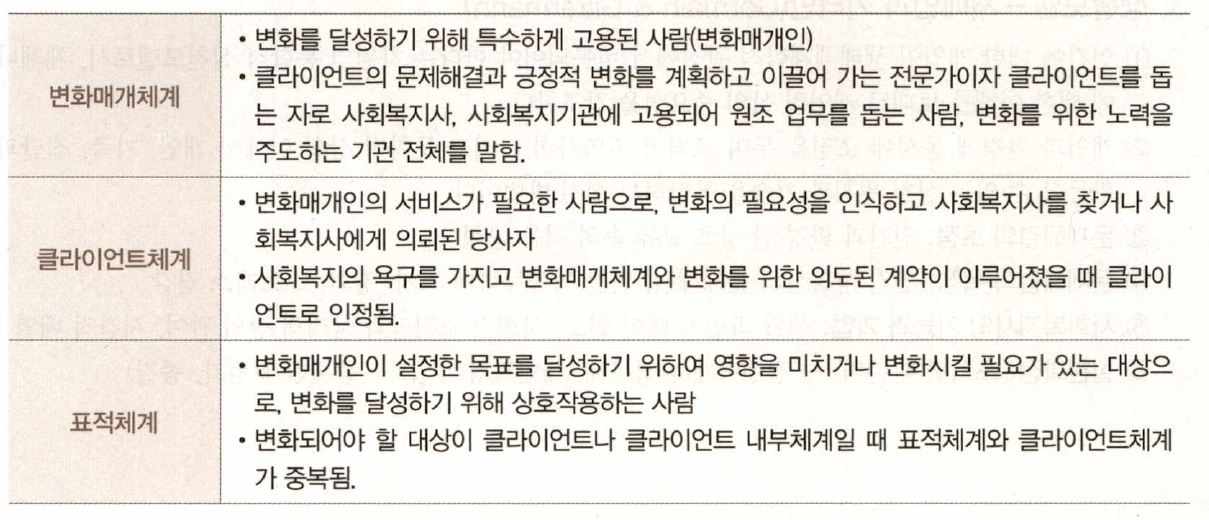 변화매개체계
• 변화를 달성하기 위해 특수하게 고용된 사람(변화매개인)
• 클라이언트의 문제해결과 긍정적 변화를 계획하고 이끌어 가는 전문가이자 클라이언트를 돕
는 자로 사회복지사, 사회복지기관에 고용되어 원조 업무를 돕는 사람, 변화를 위한 노력을
주도하는 기관 전체를 말함.
클라이언트체계
• 변화매개인의 서비스가 필요한 사람으로, 변화의 필요성을 인식하고 사회복지사를 찾거나 사
회복지사에게 의뢰된 당사자
• 사회복지의 욕구를 가지고 변화매개체계와 변화를 위한 의도된 계약이 이루어졌을 때 클라이
언트로 인정됨.
표적체계
• 변화매개인이 설정한 목표를 달성하기 위하여 영향을 미치거나 변화시킬 필요가 있는 대상으
로, 변화를 달성하기 위해 상호작용하는 사람
• 변화되어야 할 대상이 클라이언트나 클라이언트 내부체계일 때 표적체계와 클라이언트체계
가 중복됨.